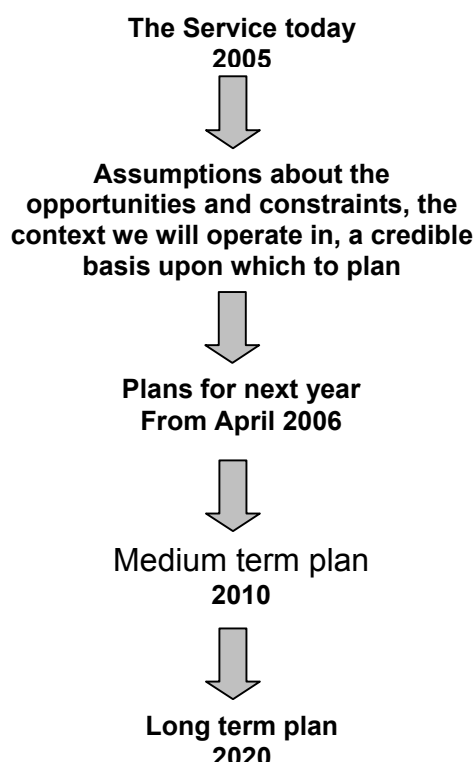 The Service today
2005
Assumptions about the
opportunities and constraints, the
context we will operate in, a credible
basis upon which to plan
Plans for next year
From April 2006
Medium term plan
2010
Long term plan
2020